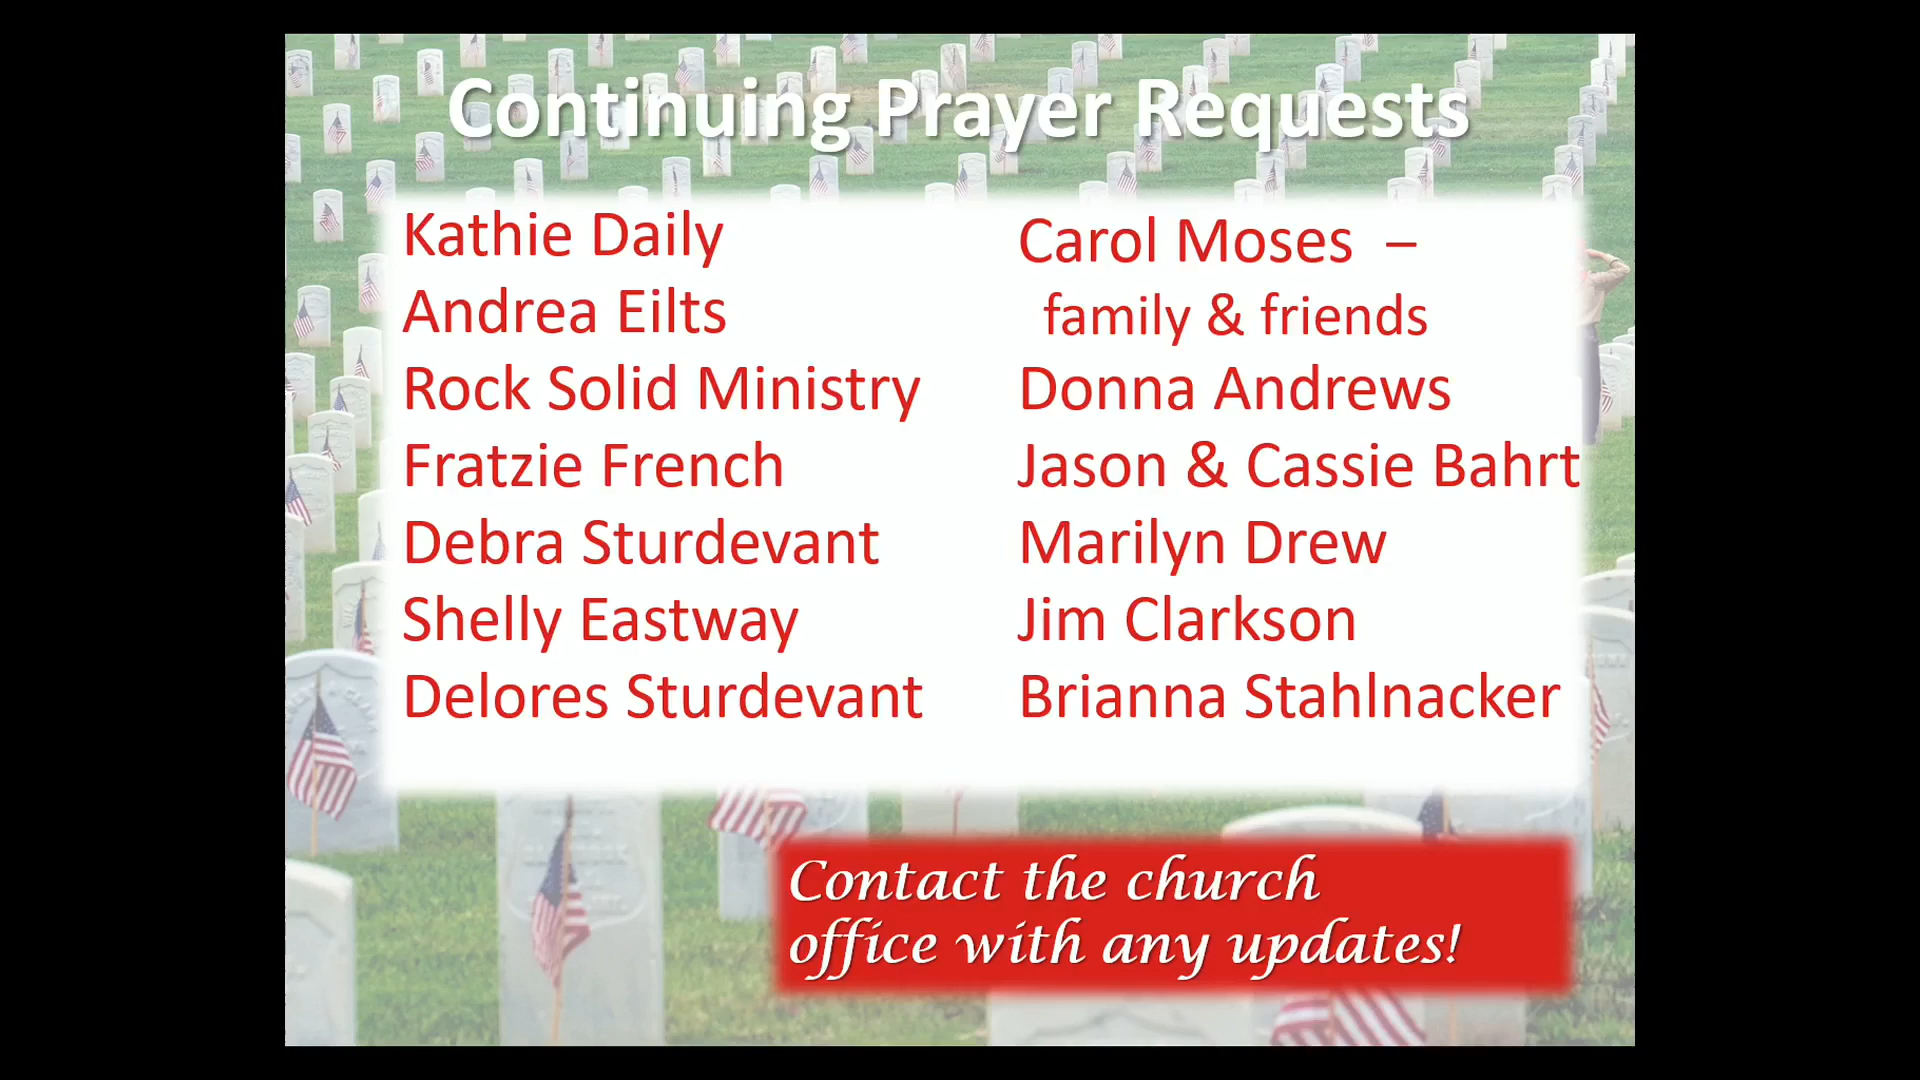 Continuing Prayer Requests
Kathie Daily
Andrea Eilts
Rock Solid Ministry
Fratzie French
Debra Sturdevant
Shelly Eastway
Delores Sturdevant
Carol Moses –
family & friends
Donna Andrews
Jason & Cassie Bahrt
Marilyn Drew
Jim Clarkson
Brianna Stahlnacker
Contact the church
office with any updates!